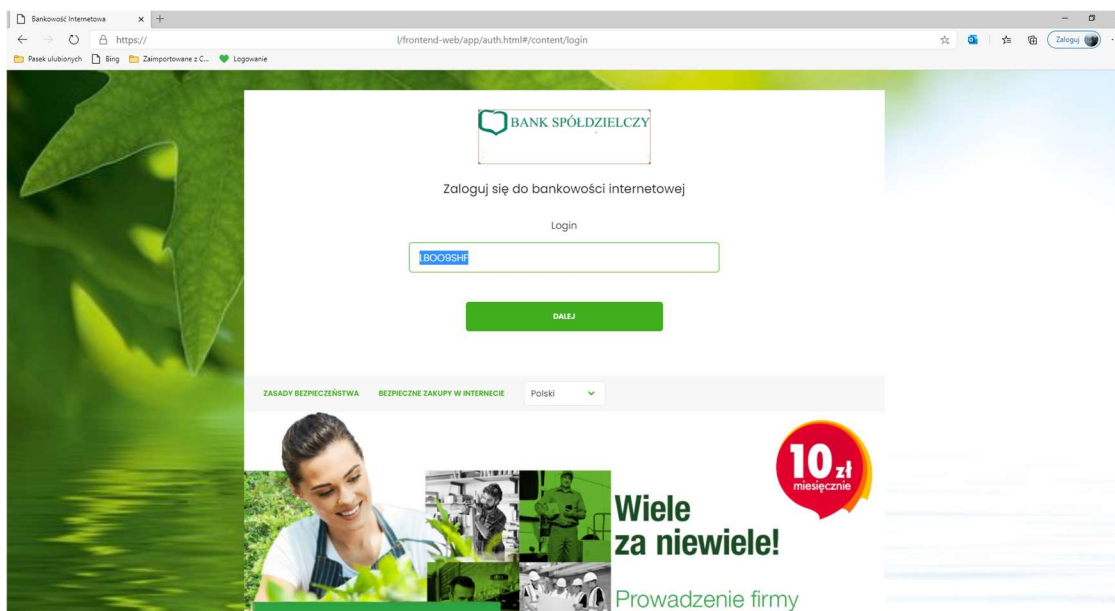 Bankowość Internetowa
https:// l/frontend-web/app/auth.html#/content/login
Zaloguj
Pasek ulubionych Bing Zaimportowane z C... Logowanie
BANK SPÓŁDZIELCZY
Zaloguj się do bankowości internetowej
Login
LBOO9SHF
DALEJ
ZASADY BEZPIECZEŃSTWA BEZPIECZNE ZAKUPY W INTERNECIE Polski
10 zł
miesięcznie
Wiele
za niewiele!
Prowadzenie firmy